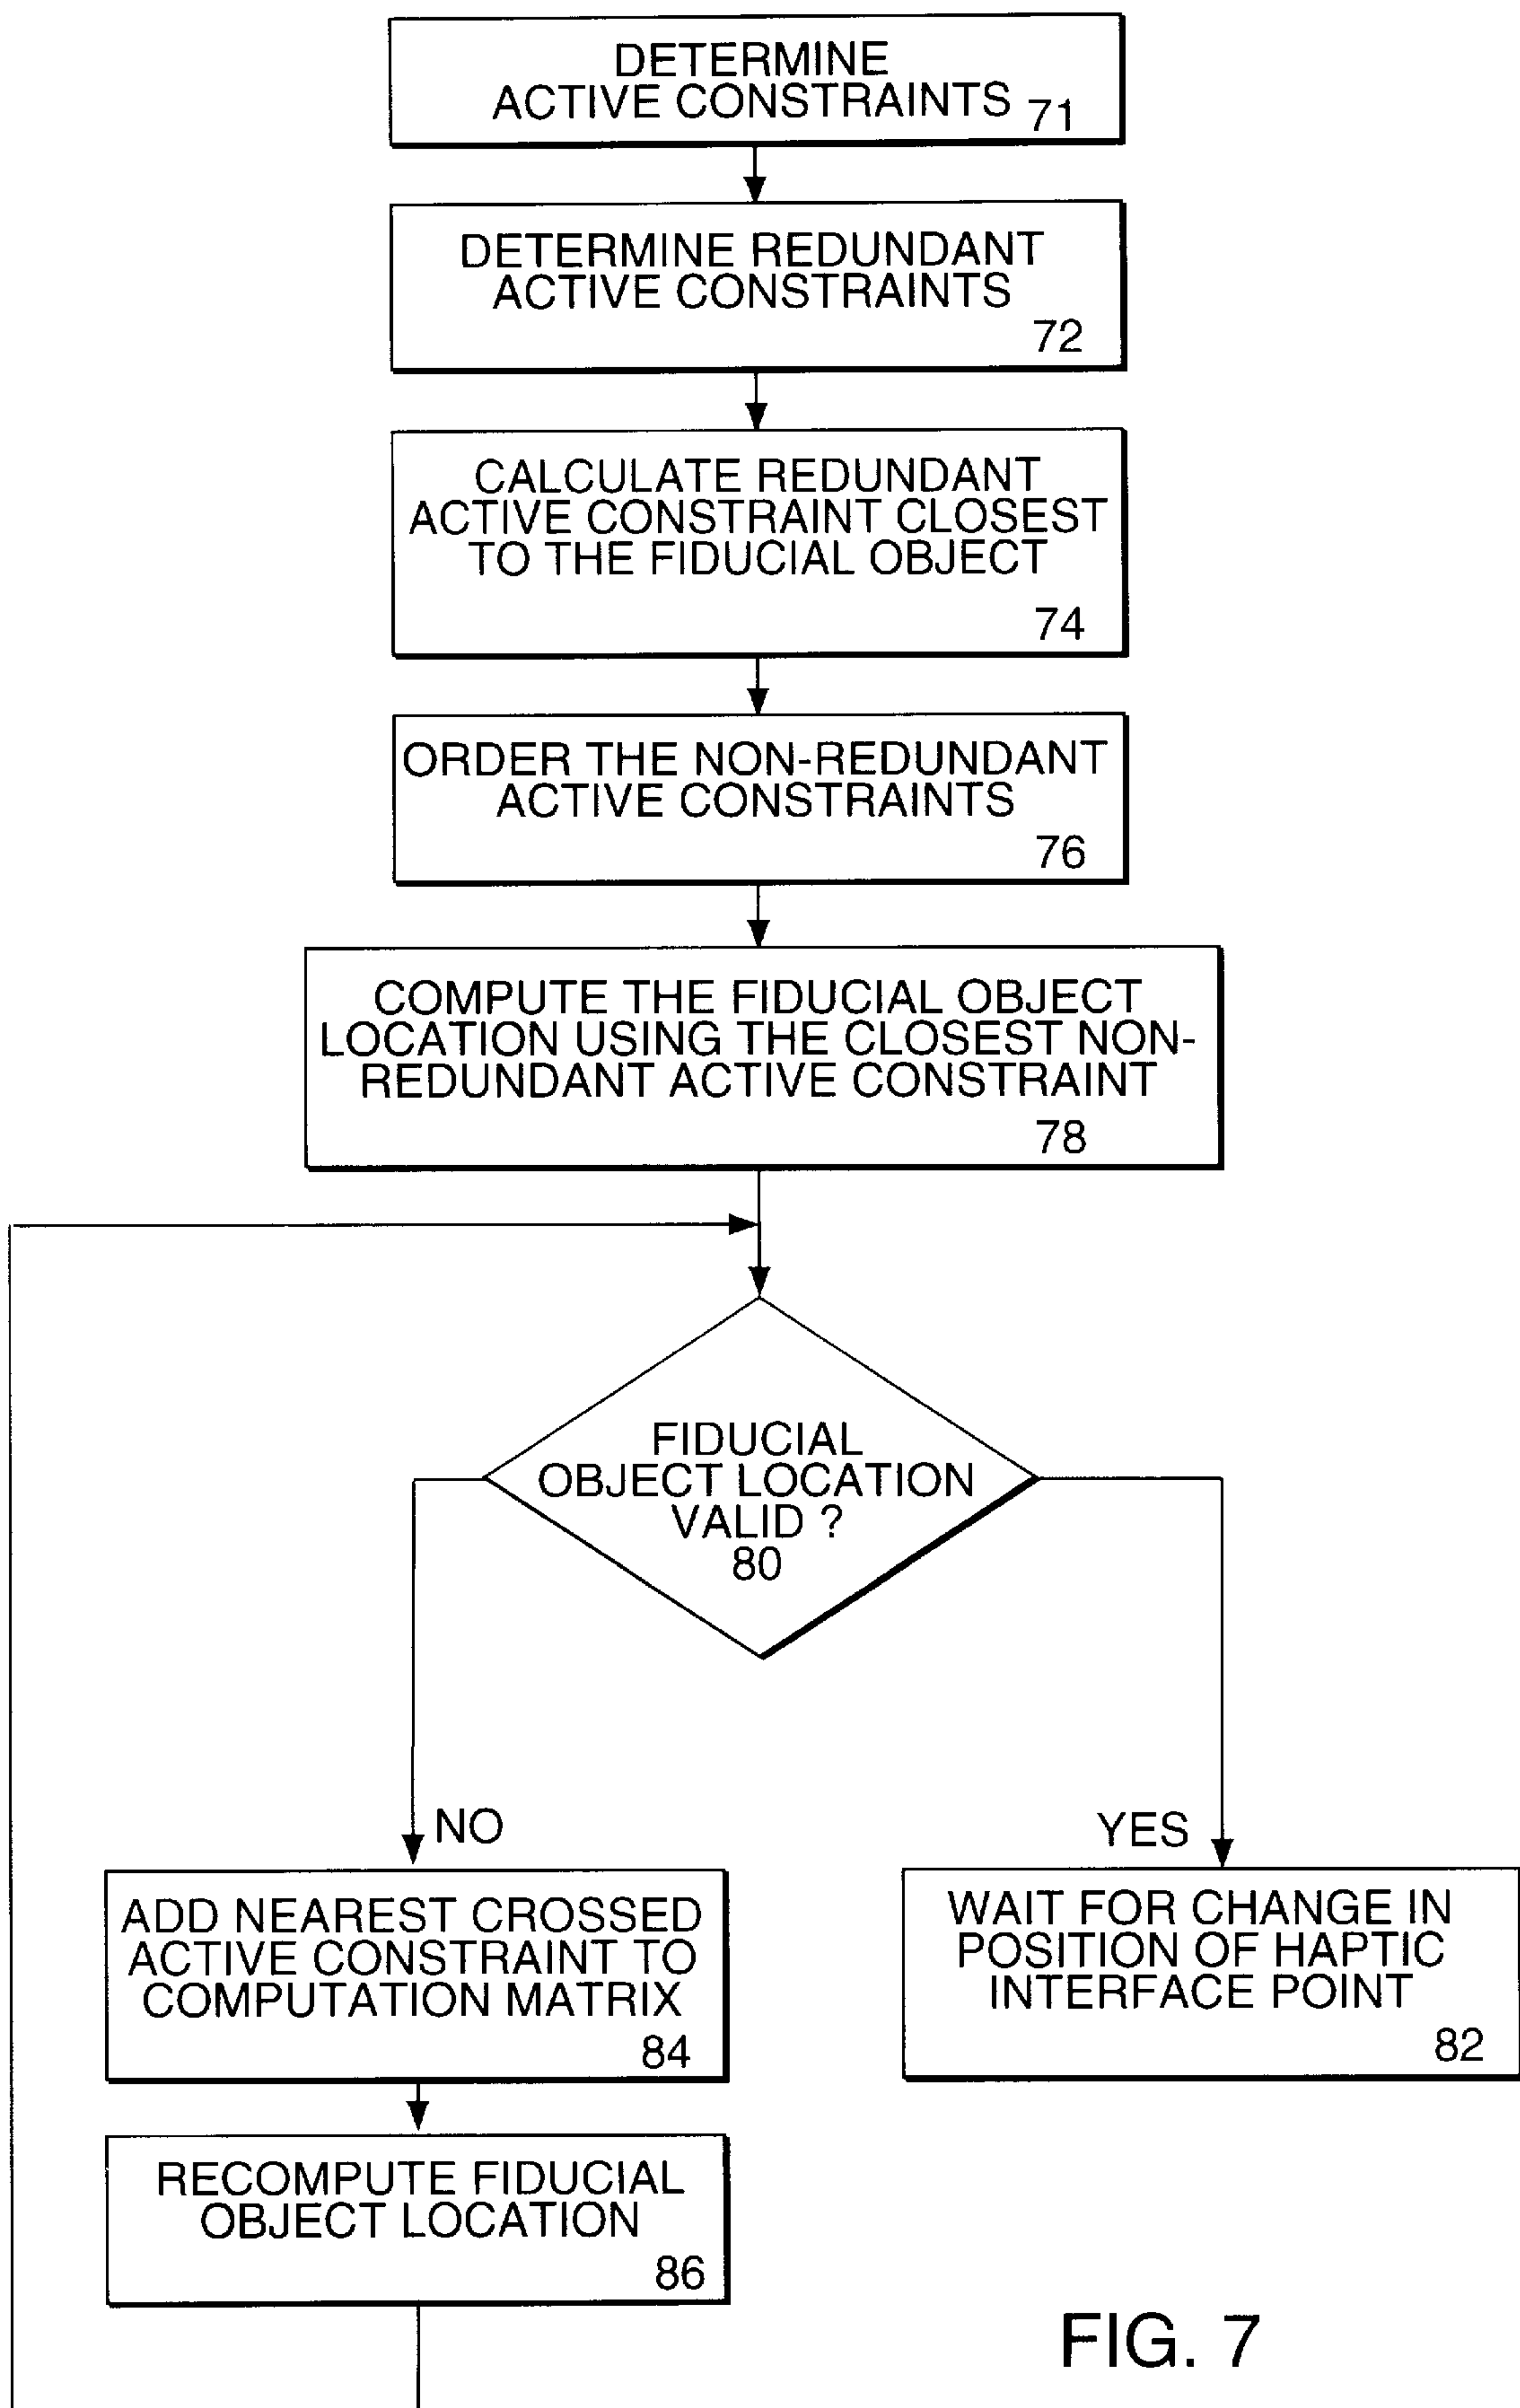 DETERMINE
ACTIVE CONSTRAINTS 71
DETERMINE REDUNDANT
ACTIVE CONSTRAINTS
72
CALCULATE REDUNDANT
ACTIVE CONSTRAINT CLOSEST
TO THE FIDUCIAL OBJECT
74
ORDER THE NON-REDUNDANT
ACTIVE CONSTRAINTS
76
COMPUTE THE FIDUCIAL OBJECT
LOCATION USING THE CLOSEST NON-
REDUNDANT ACTIVE CONSTRAINT
78
FIDUCIAL
OBJECT LOCATION
VALID ?
80
NO
YES
ADD NEAREST CROSSED
ACTIVE CONSTRAINT TO
COMPUTATION MATRIX
84
WAIT FOR CHANGE IN
POSITION OF HAPTIC
INTERFACE POINT
82
RECOMPUTE FIDUCIAL
OBJECT LOCATION
86
FIG. 7